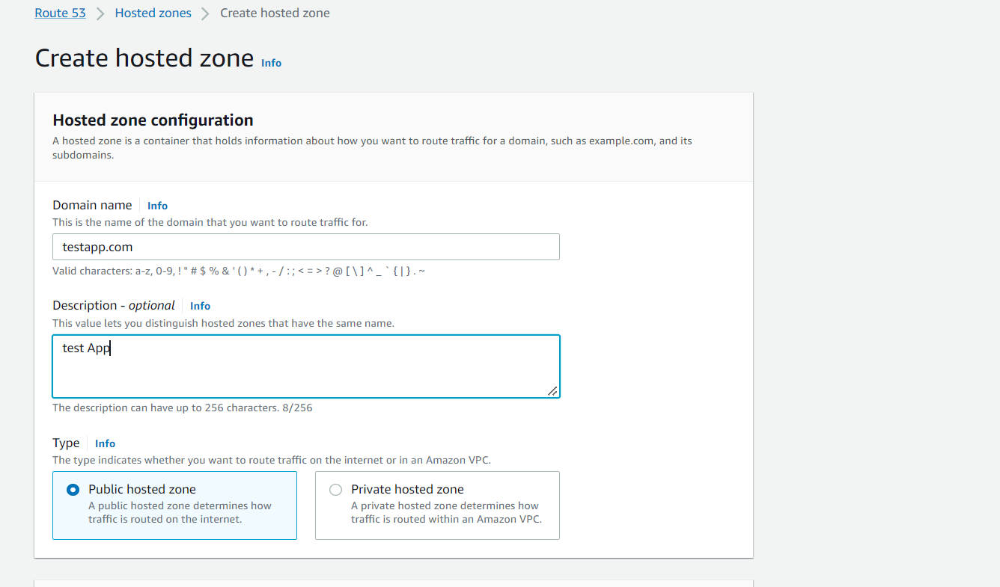 Route 53 > Hosted zones > Create hosted zone
Create hosted zone Info
Hosted zone configuration
A hosted zone is a container that holds information about how you want to route traffic for a domain, such as example.com, and its
subdomains.
Domain name Info
This is the name of the domain that you want to route traffic for.
testapp.com
Valid characters: a-z, 0-9, ! " # $ % & ' ( ) * + , - / : ; < = > ? @ [ \ ] ^ _ ` { | } . ~
Description - optional Info
This value lets you distinguish hosted zones that have the same name.
test App
The description can have up to 256 characters. 8/256
Type Info
The type indicates whether you want to route traffic on the internet or in an Amazon VPC.
Public hosted zone
A public hosted zone determines how
traffic is routed on the internet.
Private hosted zone
A private hosted zone determines how
traffic is routed within an Amazon VPC.